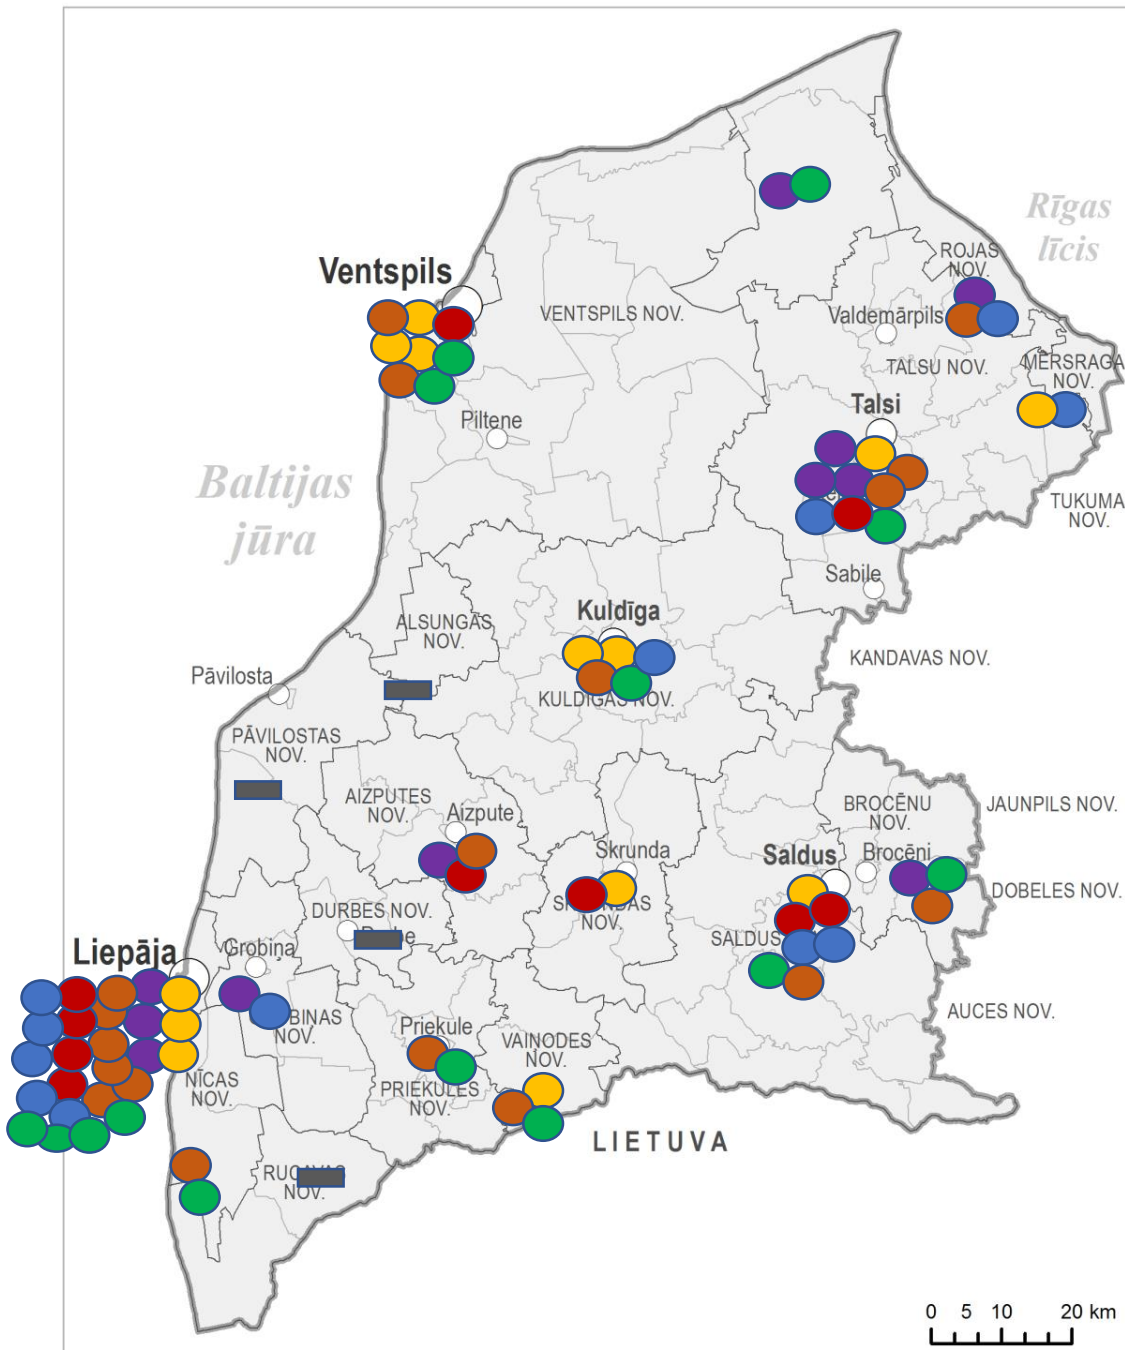 Rīgas
līcis
ROJAS
NOV.
Ventspils
VENTSPILS NOV.
Valdemārpils
TALSU NOV.
MĒRSRAGA
NOV.
Talsi
Piltene
Baltijas
jūra
TUKUMA
NOV.
Sabile
Kuldīga
ALSUNGAS
NOV.
KANDAVAS NOV.
Pāvilosta
KULDĪGAS NOV.
PĀVILOSTAS
NOV.
AIZPUTES
NOV.
Aizpute
BROCĒNU
NOV.
JAUNPILS NOV.
Skrunda
Saldus
Brocēni
DOBELES NOV.
NOV.
DURBES NOV.
SALDUS
Liepāja
Grobiņa
NOV.
AUCES NOV.
Priekule
VAIŅODES
NOV.
NĪCAS
NOV.
PRIEKULES
NOV.
LIETUVA
NOV.
0 5 10 20 km